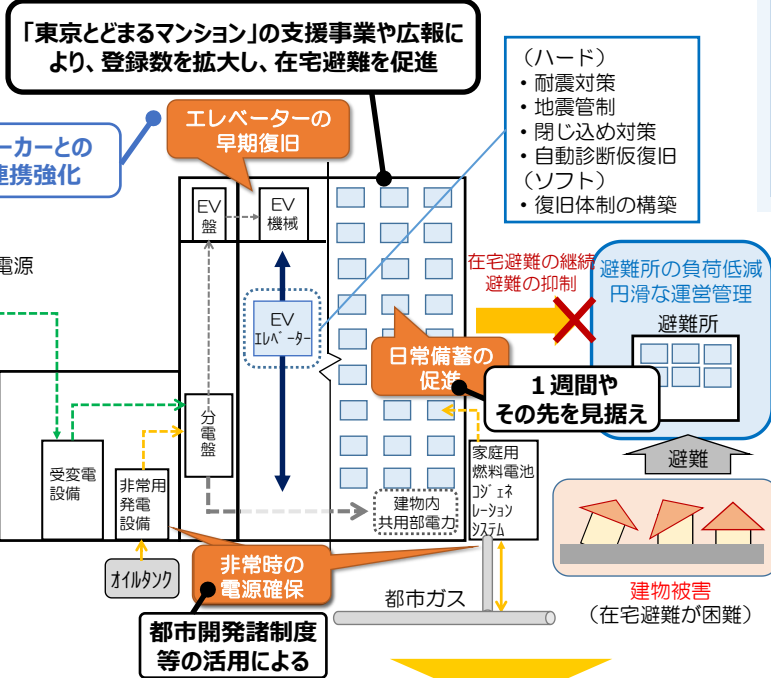 「東京とどまるマンション」の支援事業や広報に
より、登録数を拡大し、在宅避難を促進
エレベーターの
早期復旧
ーカーとの
連携強化
（ハード）
・耐震対策
・地震管制
・閉じ込め対策
・自動診断仮復旧
（ソフト）
・復旧体制の構築
EV
盤
EV
機械
電源
EV
ｴﾚﾍﾞｰﾀｰ
在宅避難の継続
避難の抑制
避難所の負荷低減
円滑な運営管理
避難所
日常備蓄の
促進
１週間や
その先を見据え
分
電
盤
受変電
設備
非常用
発電
設備
建物内
共用部電力
家庭用
燃料電池
ｺｼﾞｪﾈ
ﾚｰｼｮﾝ
ｼｽﾃﾑ
避難
オイルタンク
非常時の
電源確保
都市ガス
建物被害
（在宅避難が困難）
都市開発諸制度
等の活用による